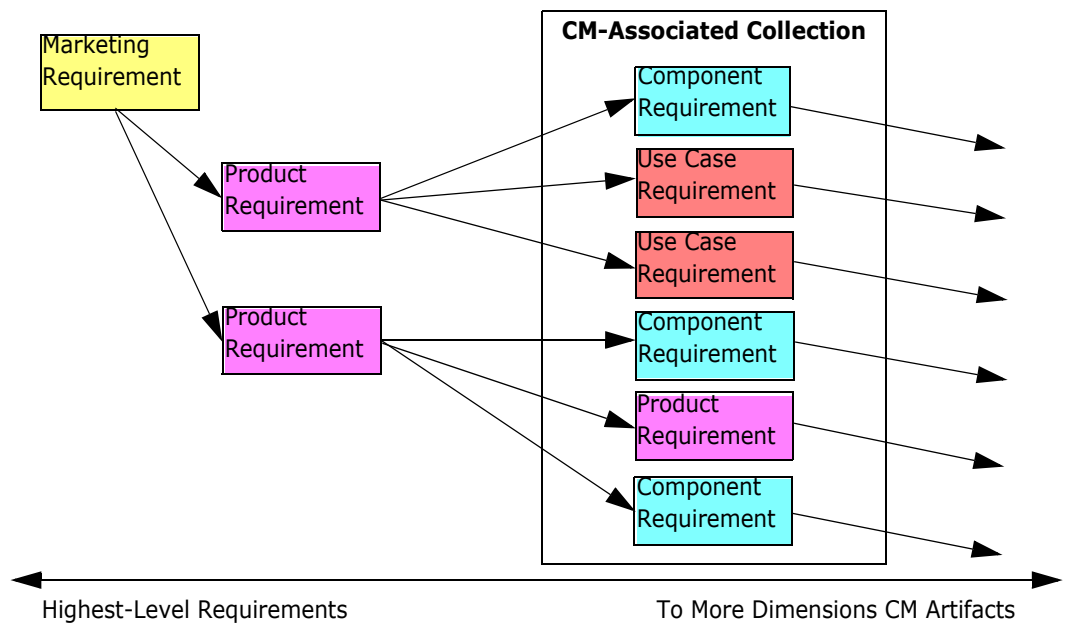 CM-Associated Collection
Marketing
Requirement
Component
Requirement
Product
Requirement
Use Case
Requirement
Use Case
Requirement
Product
Requirement
Component
Requirement
Product
Requirement
Component
Requirement
Highest-Level Requirements
To More Dimensions CM Artifacts